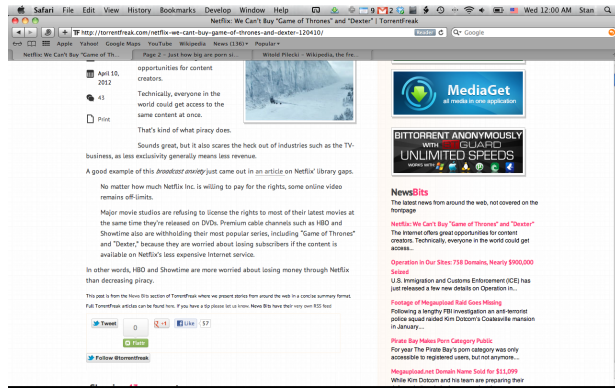 Safari File Edit View History Bookmarks Develop Window Help 9 2 Wed 12:00 AM Stan
Netflix: We Can't Buy "Game of Thrones" and "Dexter" | TorrentFreak
http://torrentfreak.com/netflix-we-cant-buy-game-of-thrones-and-dexter-120410/ Reader Google
Apple Yahoo! Google Maps YouTube Wikipedia News (136) Popular
Netflix: We Can't Buy "Game of Th... Page 2 – Just how big are porn si... Witold Pilecki – Wikipedia, the Fre...
April 10,
2012
43
Print
opportunities for content
creators.
Technically, everyone in the
world could get access to the
same content at once.
That's kind of what piracy does.
Sounds great, but it also scares the heck out of industries such as the TV-
business, as less exclusivity generally means less revenue.
A good example of this broadcast anxiety just came out in an article on Netflix' library gaps.
No matter how much Netflix Inc. is willing to pay for the rights, some online video
remains off-limits.
Major movie studios are refusing to license the rights to most of their latest movies at
the same time they're released on DVDs. Premium cable channels such as HBO and
Showtime also are withholding their most popular series, including "Game of Thrones"
and "Dexter," because they are worried about losing subscribers if the content is
available on Netflix's less expensive Internet service.
In other words, HBO and Showtime are more worried about losing money through Netflix
than decreasing piracy.
This post is from the News Bits section of TorrentFreak where we present stories from around the web in a concise summary format.
Full TorrentFreak articles can be found here. If you have a tip please let us know. News Bits have their own RSS feed
Tweet 0 +1 Like 57
Flattr
Follow @torrentfreak
MediaGet
all media in one application
BITTORRENT ANONYMOUSLY
WITH GUARD
UNLIMITED SPEEDS
WORKS WITH
NewsBits
The latest news from around the web, not covered on the
frontpage
Netflix: We Can't Buy "Game of Thrones" and "Dexter"
The Internet offers great opportunities for content
creators. Technically, everyone in the world could get
access...
Operation in Our Sites: 758 Domains, Nearly $900,000
Seized
U.S. Immigration and Customs Enforcement (ICE) has
just released a few new details on Operation in...
Footage of Megaupload Raid Goes Missing
Following a lengthy FBI investigation an anti-terrorist
police squad raided Kim Dotcom's Coatesville mansion
in January....
Pirate Bay Makes Porn Category Public
For year The Pirate Bay's porn category was only
accessible to registered users, but not anymore....
Megaupload.net Domain Name Sold for $11,099
While Kim Dotcom and his team are preparing their